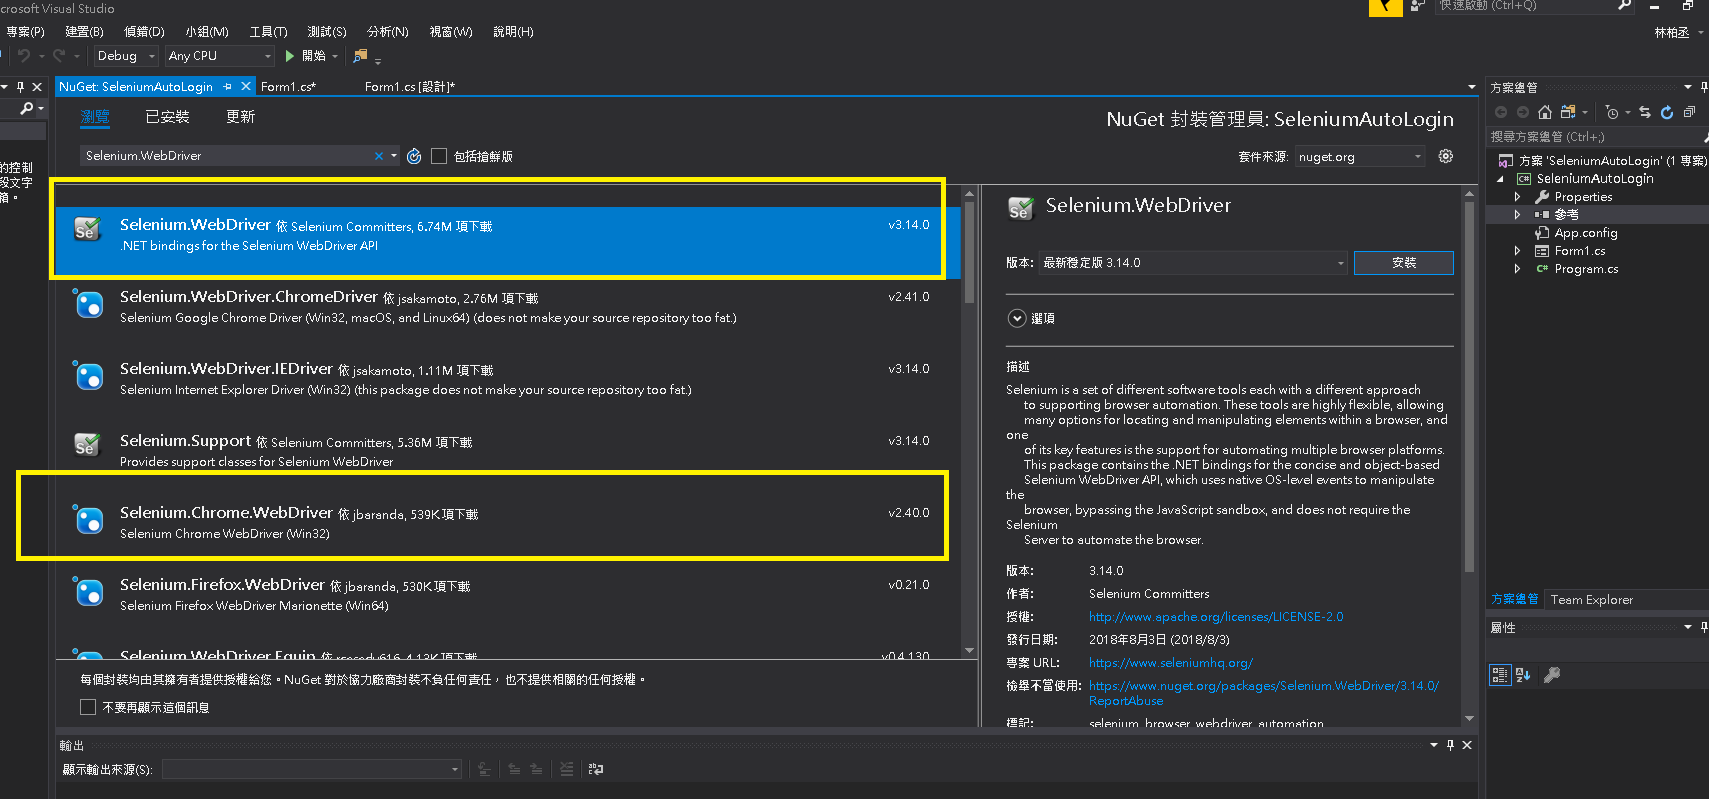 crosoft Visual Studio
快速啟動 (Ctrl+Q)
專案(P) 建置(B) 偵錯(D) 小組(M) 工具(T) 測試(S) 分析(N) 視窗(W) 說明(H)
林柏丞
Debug Any CPU 開始
NuGet: SeleniumAutoLogin Form1.cs* Form1.cs [設計]*
瀏覽 已安裝 更新
NuGet 封裝管理員: SeleniumAutoLogin
Selenium.WebDriver 包括搶鮮版
套件來源: nuget.org
的控制
段文字
箱。
Selenium.WebDriver 依 Selenium Committers, 6.74M 項下載 v3.14.0
.NET bindings for the Selenium WebDriver API
Selenium.WebDriver.ChromeDriver 依 jsakamoto, 2.76M 項下載 v2.41.0
Selenium Google Chrome Driver (Win32, macOS, and Linux64) (does not make your source repository too fat.)
Selenium.WebDriver.IEDriver 依 jsakamoto, 1.11M 項下載 v3.14.0
Selenium Internet Explorer Driver (Win32) (this package does not make your source repository too fat.)
Selenium.Support 依 Selenium Committers, 5.36M 項下載 v3.14.0
Provides support classes for Selenium WebDriver
Selenium.Chrome.WebDriver 依 jbaranda, 539K 項下載 v2.40.0
Selenium Chrome WebDriver (Win32)
Selenium.Firefox.WebDriver 依 jbaranda, 530K 項下載 v0.21.0
Selenium Firefox WebDriver Marionette (Win64)
Selenium.WebDriver.Equip 4.13K 項下載 v0.4.130
每個封裝均由其擁有者提供授權給您。NuGet 對於協力廠商封裝不負任何責任，也不提供相關的任何授權。
不要再顯示這個訊息
Selenium.WebDriver
版本: 最新穩定版 3.14.0 安裝
選項
描述
Selenium is a set of different software tools each with a different approach
to supporting browser automation. These tools are highly flexible, allowing
many options for locating and manipulating elements within a browser, and
one
of its key features is the support for automating multiple browser platforms.
This package contains the .NET bindings for the concise and object-based
Selenium WebDriver API, which uses native OS-level events to manipulate
the
browser, bypassing the JavaScript sandbox, and does not require the
Selenium
Server to automate the browser.
版本: 3.14.0
作者: Selenium Committers
授權: http://www.apache.org/licenses/LICENSE-2.0
發行日期: 2018年8月3日 (2018/8/3)
專案 URL: https://www.seleniumhq.org/
檢舉不當使用: https://www.nuget.org/packages/Selenium.WebDriver/3.14.0/
ReportAbuse
標記: selenium, browser, webdriver, automation
方案總管
搜尋方案總管 (Ctrl+;)
方案 'SeleniumAutoLogin' (1 專案)
SeleniumAutoLogin
Properties
參考
App.config
Form1.cs
Program.cs
方案總管 Team Explorer
屬性
輸出
顯示輸出來源(S):